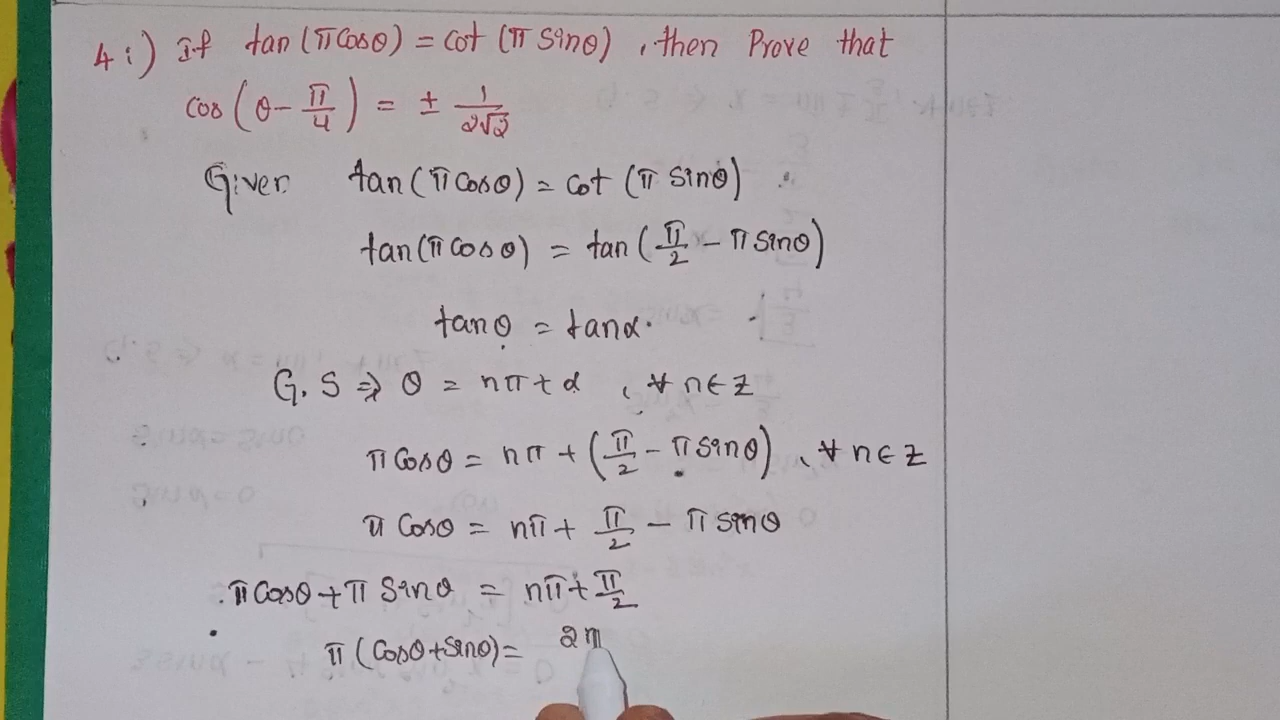 4 i) If tan (π Cosθ) = Cot (π Sinθ), then Prove that
cos (θ - π/4) = ± 1/2√2
Given tan (π Cosθ) = Cot (π Sinθ)
tan (π Cosθ) = tan (π/2 - π Sinθ)
tanθ = tanα.
G.S ⇒ θ = nπ + α, ∀ n ∈ Z
π Cosθ = nπ + (π/2 - π Sinθ), ∀ n ∈ Z
π Cosθ = nπ + π/2 - π Sinθ
π Cosθ + π Sinθ = nπ + π/2
π (Cosθ + Sinθ) = 2n